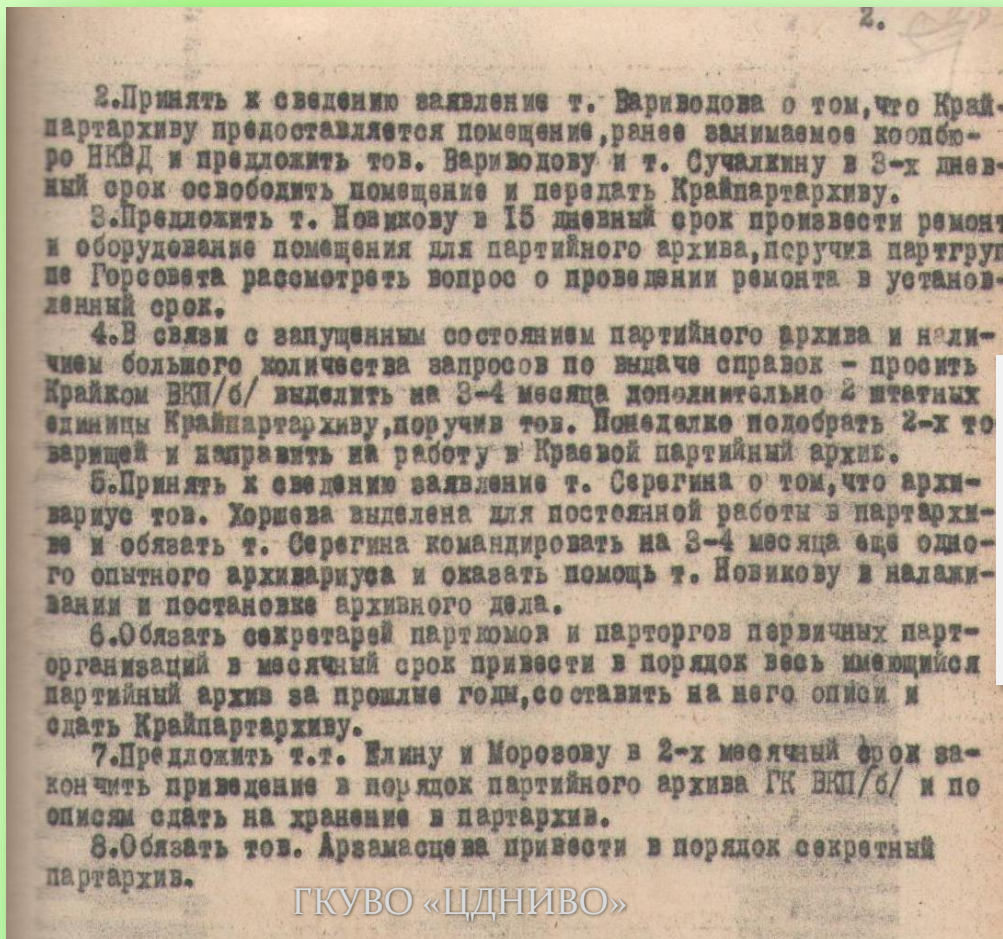 2.
2.Принять к сведению заявление т. Вариводова о том,что Край
партархиву предоставляется помещение,ранее занимаемое коопбю-
ро НКВД и предложить тов. Вариводову и т. Сучалкину в 3-х днев-
ный срок освободить помещение и передать Крайпартархиву.
3.Предложить т. Новикову в 15 дневный срок произвести ремонт
и оборудование помещения для партийного архива,поручив партгруп
пе Горсовета рассмотреть вопрос о проведении ремонта в установ-
ленный срок.
4.В связи с запущенным состоянием партийного архива и нали-
чием большого количества запросов по выдаче справок - просить
Крайком ВКП/б/ выделить на 3-4 месяца дополнительно 2 штатных
единицы Крайпартархиву,поручив тов. Понеделко подобрать 2-х то
варищей и направить на работу в Краевой партийный архив.
5.Принять к сведению заявление т. Серегина о том,что архи-
вариус тов. Хоршева выделена для постоянной работы в партархи-
ве и обязать т. Серегина командировать на 3-4 месяца еще одно-
го опытного архивариуса и оказать помощь т. Новикову в налажи-
вании и постановке архивного дела.
6.Обязать секретарей парткомов и парторгов первичных парт-
организаций в месячный срок привести в порядок весь имеющийся
партийный архив за прошлые годы,составить на него описи и
сдать Крайпартархиву.
7.Предложить т.т. Елину и Морозову в 2-х месячный срок за-
кончить приведение в порядок партийного архива ГК ВКП/б/ и по
описям сдать на хранение в партархив.
8.Обязать тов. Арзамасцева привести в порядок секретный
партархив.
ГКУВО «ЦДНИВО»